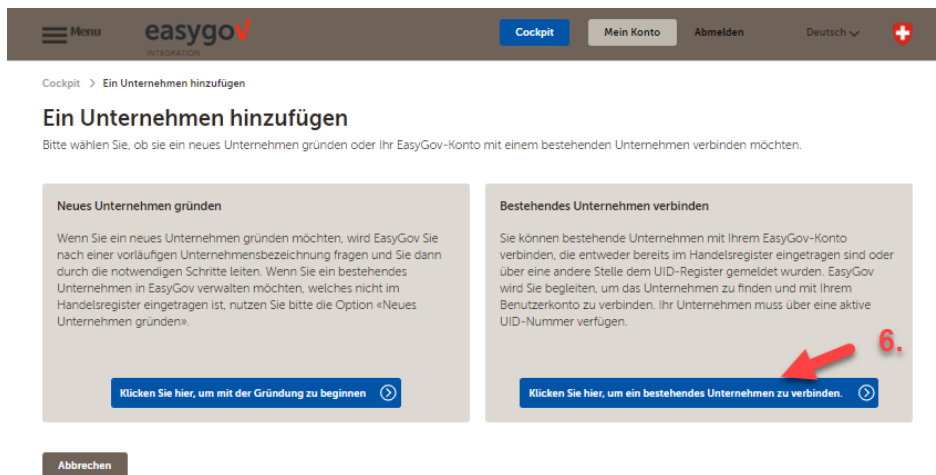 Menu
easygov
INTEGRATION
Cockpit
Mein Konto
Abmelden
Deutsch
Cockpit > Ein Unternehmen hinzufügen
Ein Unternehmen hinzufügen
Bitte wählen Sie, ob sie ein neues Unternehmen gründen oder Ihr EasyGov-Konto mit einem bestehenden Unternehmen verbinden möchten.
Neues Unternehmen gründen
Wenn Sie ein neues Unternehmen gründen möchten, wird EasyGov Sie
nach einer vorläufigen Unternehmensbezeichnung fragen und Sie dann
durch die notwendigen Schritte leiten. Wenn Sie ein bestehendes
Unternehmen in EasyGov verwalten möchten, welches nicht im
Handelsregister eingetragen ist, nutzen Sie bitte die Option «Neues
Unternehmen gründen».
Klicken Sie hier, um mit der Gründung zu beginnen
Bestehendes Unternehmen verbinden
Sie können bestehende Unternehmen mit Ihrem EasyGov-Konto
verbinden, die entweder bereits im Handelsregister eingetragen sind oder
über eine andere Stelle dem UID-Register gemeldet wurden. EasyGov
wird Sie begleiten, um das Unternehmen zu finden und mit Ihrem
Benutzerkonto zu verbinden. Ihr Unternehmen muss über eine aktive
UID-Nummer verfügen.
6.
Klicken Sie hier, um ein bestehendes Unternehmen zu verbinden.
Abbrechen